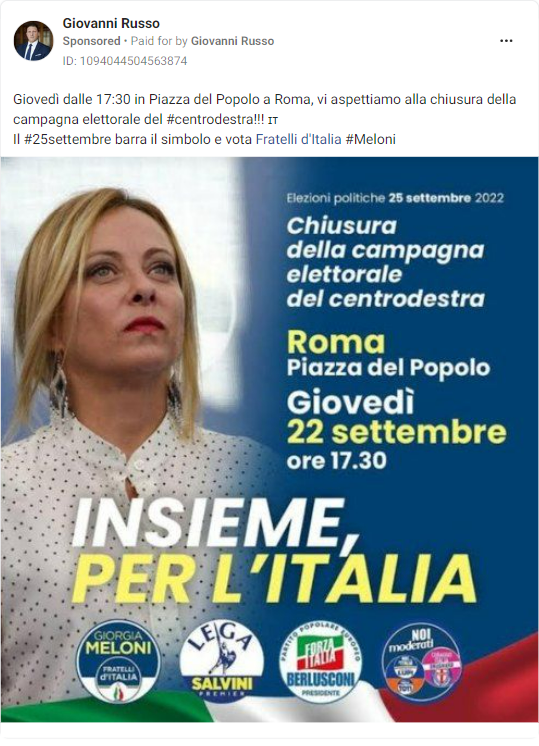 Giovanni Russo
Sponsored • Paid for by Giovanni Russo
ID: 1094044504563874
Giovedì dalle 17:30 in Piazza del Popolo a Roma, vi aspettiamo alla chiusura della
campagna elettorale del #centrodestra!!! ɪᴛ
Il #25settembre barra il simbolo e vota Fratelli d'Italia #Meloni
Elezioni politiche 25 settembre 2022
Chiusura
della campagna
elettorale
del centrodestra
Roma
Piazza del Popolo
Giovedì
22 settembre
ore 17.30
INSIEME,
PER L'ITALIA
GIORGIA
MELONI
FRATELLI
d'ITALIA
LEGA
SALVINI
PREMIER
PARTITO POPOLARE EUROPEO
FORZA
ITALIA
BERLUSCONI
PRESIDENTE
NOI
moderati
TOTI